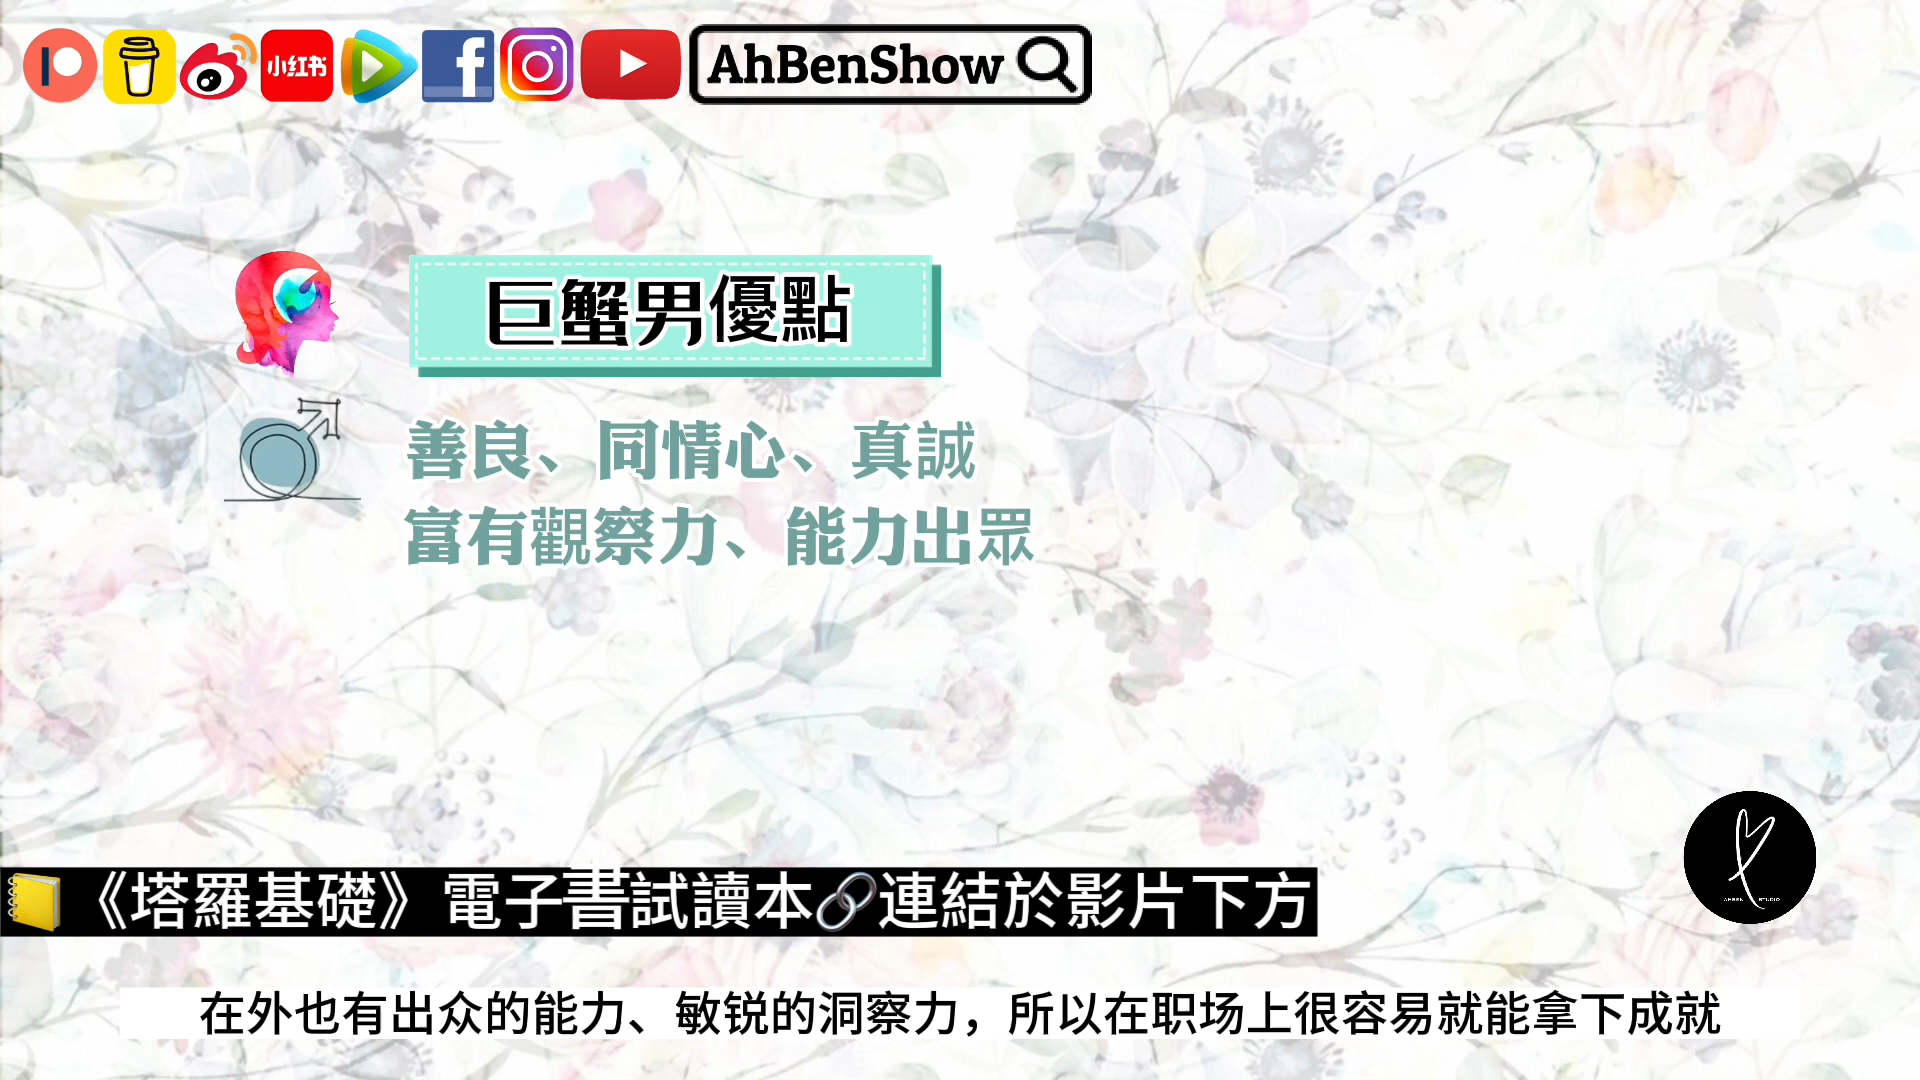 小红书
AhBenShow
巨蟹男優點
善良、同情心、真誠
富有觀察力、能力出眾
《塔羅基礎》電子書試讀本🔗連結於影片下方
AHBEN STUDIO
在外也有出众的能力、敏锐的洞察力，所以在职场上很容易就能拿下成就